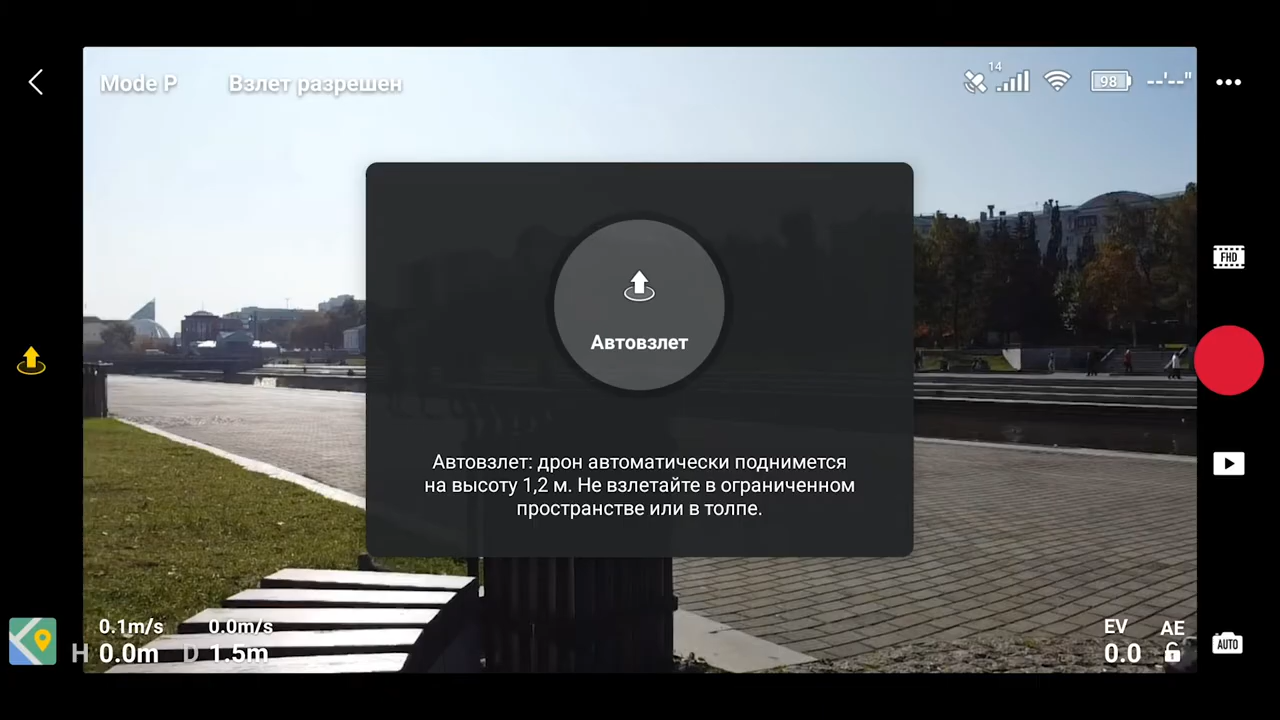 Mode P
Взлет разрешен
14
98
--'--"
FHD
Автовзлет
Автовзлет: дрон автоматически поднимется
на высоту 1,2 м. Не взлетайте в ограниченном
пространстве или в толпе.
0.1m/s 0.0m/s
H 0.0m D 1.5m
EV AE
0.0
AUTO